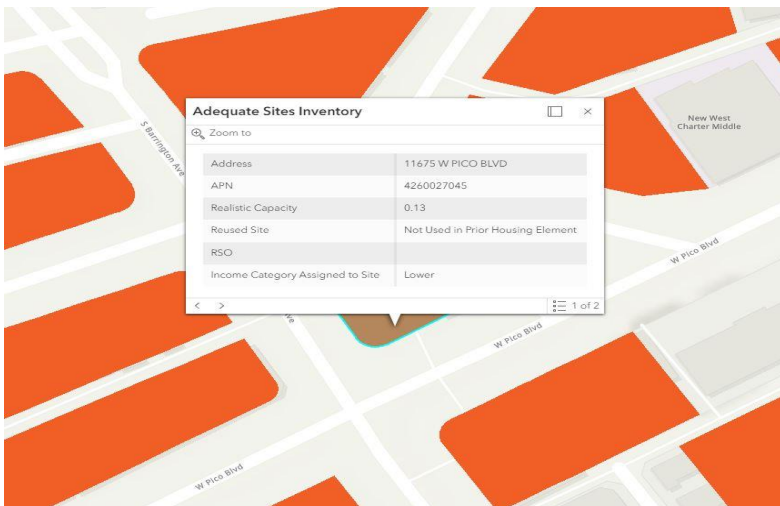 Adequate Sites Inventory
Zoom to
Address 11675 W PICO BLVD
APN 4260027045
Realistic Capacity 0.13
Reused Site Not Used in Prior Housing Element
RSO
Income Category Assigned to Site Lower
1 of 2
S Barrington Ave
New West
Charter Middle
W Pico Blvd
ve
W Pico Blvd
W Pico Blvd